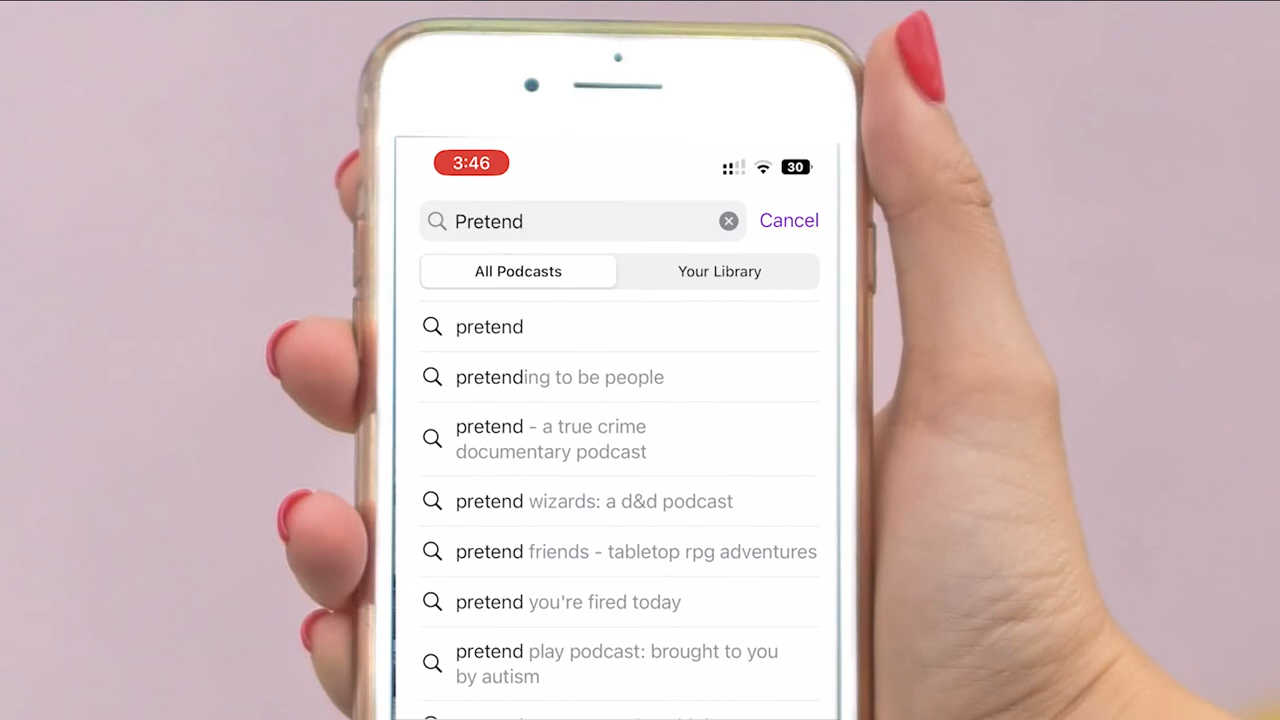 3:46
30
Pretend
Cancel
All Podcasts
Your Library
pretend
pretending to be people
pretend - a true crime
documentary podcast
pretend wizards: a d&d podcast
pretend friends - tabletop rpg adventures
pretend you're fired today
pretend play podcast: brought to you
by autism